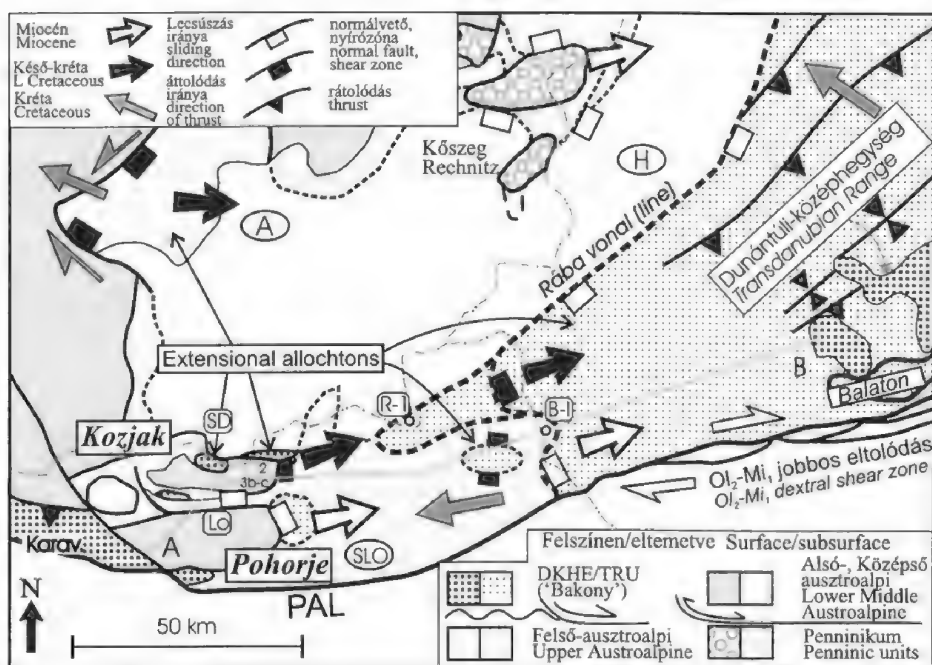 Miocén
Miocene
Késő-kréta
L Cretaceous
Kréta
Cretaceous
Lecsúszás
iránya
sliding
direction
áttolódás
iránya
direction
of thrust
normálvető,
nyírózóna
normal fault,
shear zone
rátolódás
thrust
Kőszeg
Rechnitz
H
A
Rába vonal (line)
Dunántúli-középhegység
Transdanubian Range
Extensional allochtons
B
Balaton
R-1
B-1
SD
Kozjak
2
3b-c
Lo
A
Karav.
Pohorje
SLO
PAL
Ol₂-Mi, jobbos eltolódás
Ol₂-Mi, dextral shear zone
N
50 km
Felszínen/eltemetve Surface/subsurface
DKHE/TRU
('Bakony')
Alsó-, Középső
ausztroalpi
Lower Middle
Austroalpine
Felső-ausztroalpi
Upper Austroalpine
Penninikum
Penninic units